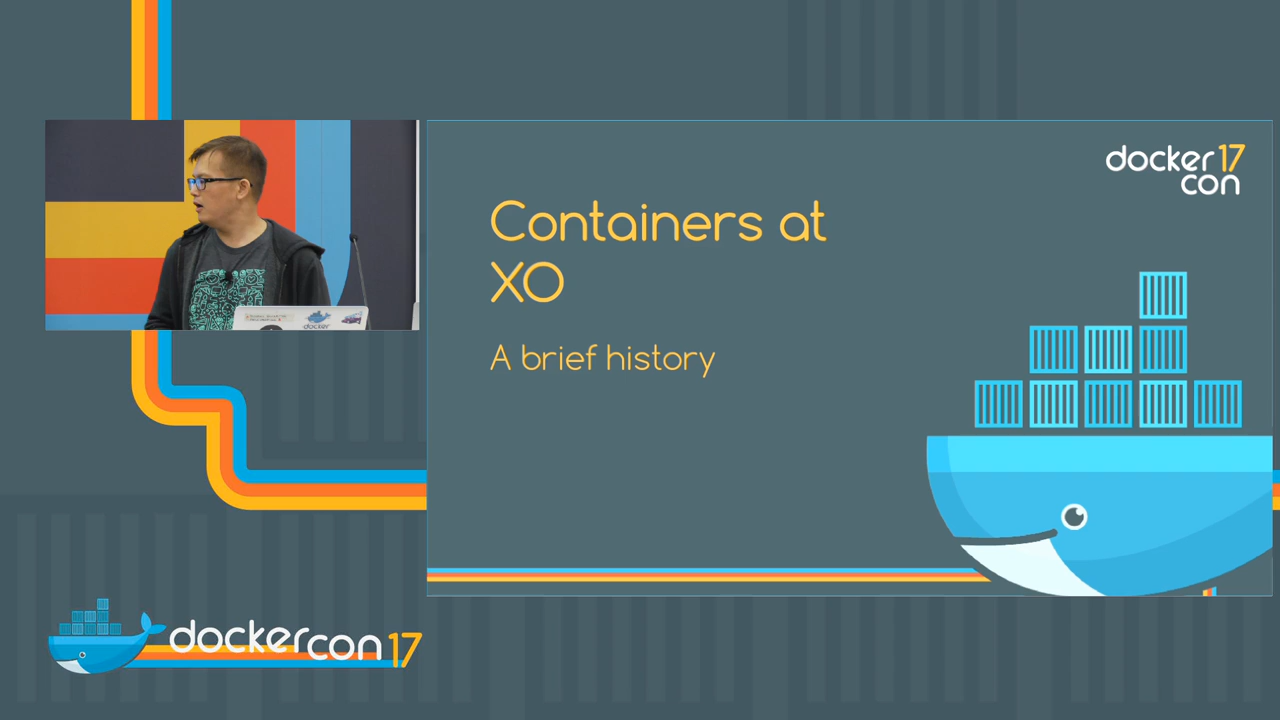 docker 17
con
Containers at
XO
A brief history
docker
dockercon 17